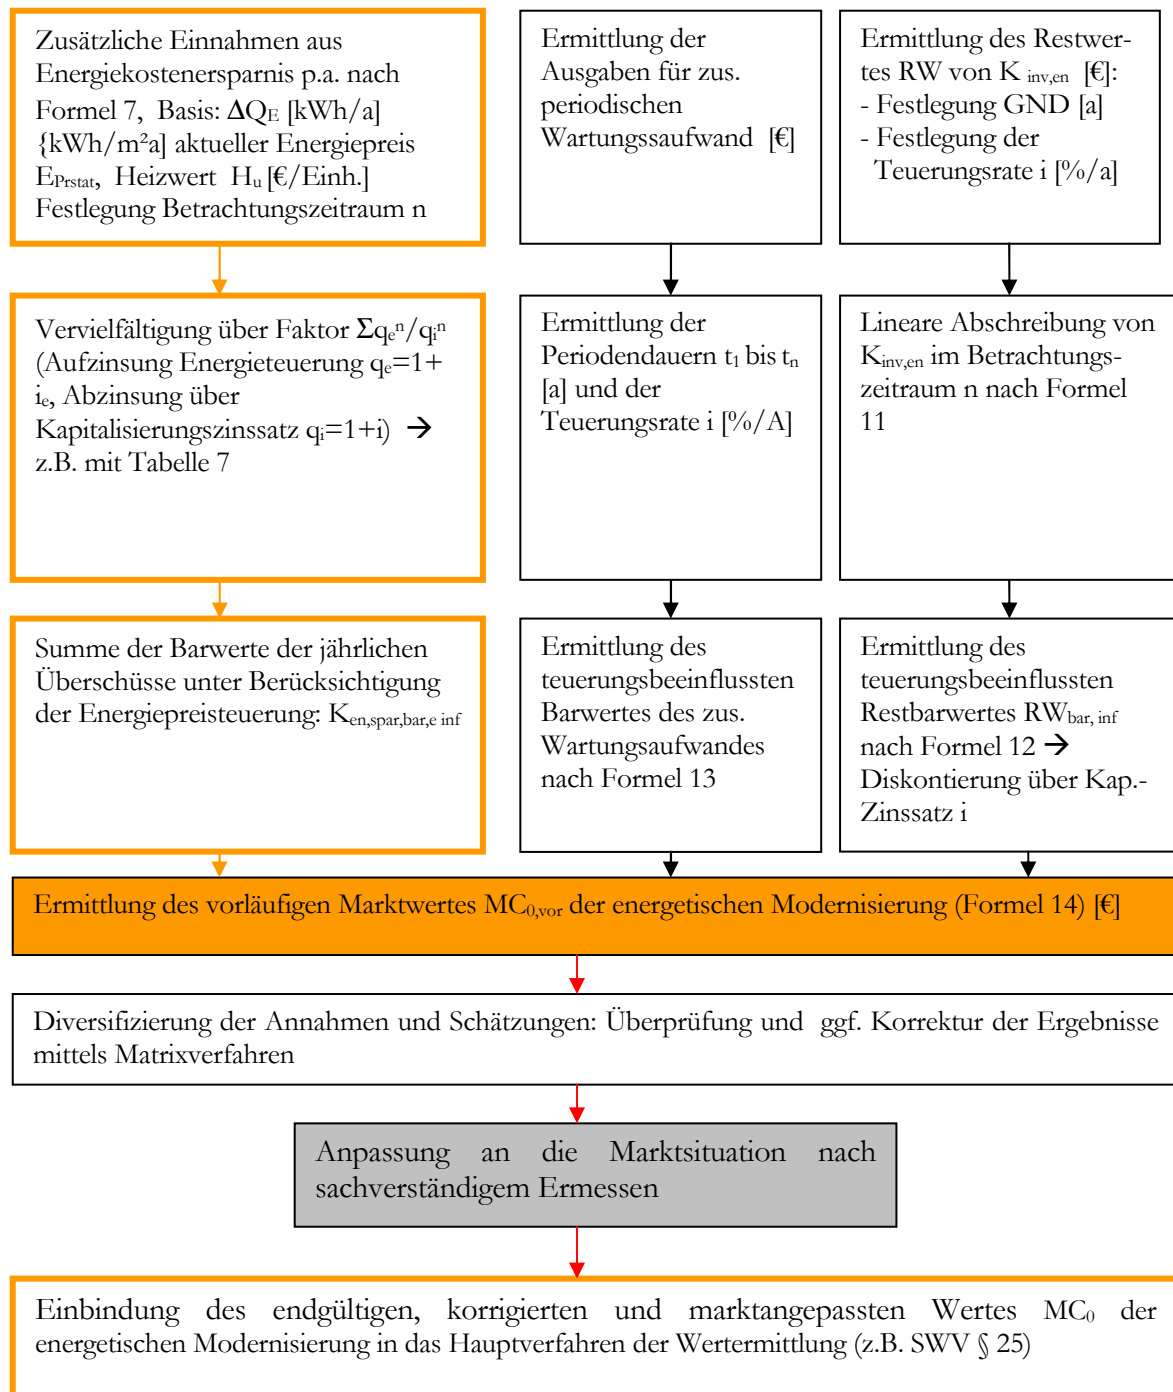 Zusätzliche Einnahmen aus
Energiekostenersparnis p.a. nach
Formel 7, Basis: ΔQE [kWh/a]
{kWh/m²a] aktueller Energiepreis
EPrstat, Heizwert Hu [€/Einh.]
Festlegung Betrachtungszeitraum n
Ermittlung der
Ausgaben für zus.
periodischen
Wartungssaufwand [€]
Ermittlung des Restwer-
tes RW von K inv,en [€]:
- Festlegung GND [a]
- Festlegung der
Teuerungsrate i [%/a]
Vervielfältigung über Faktor Σqeⁿ/qiⁿ
(Aufzinsung Energieteuerung qe=1+
ie, Abzinsung über
Kapitalisierungszinssatz qi=1+i) →
z.B. mit Tabelle 7
Ermittlung der
Periodendauern t1 bis tn
[a] und der
Teuerungsrate i [%/A]
Lineare Abschreibung von
Kinv,en im Betrachtungs-
zeitraum n nach Formel
11
Summe der Barwerte der jährlichen
Überschüsse unter Berücksichtigung
der Energiepreisteuerung: Ken,spar,bar,e inf
Ermittlung des
teuerungsbeeinflussten
Barwertes des zus.
Wartungsaufwandes
nach Formel 13
Ermittlung des
teuerungsbeeinflussten
Restbarwertes RWbar, inf
nach Formel 12 →
Diskontierung über Kap.-
Zinssatz i
Ermittlung des vorläufigen Marktwertes MC0,vor der energetischen Modernisierung (Formel 14) [€]
Diversifizierung der Annahmen und Schätzungen: Überprüfung und ggf. Korrektur der Ergebnisse
mittels Matrixverfahren
Anpassung an die Marktsituation nach
sachverständigem Ermessen
Einbindung des endgültigen, korrigierten und marktangepassten Wertes MC0 der
energetischen Modernisierung in das Hauptverfahren der Wertermittlung (z.B. SWV § 25)